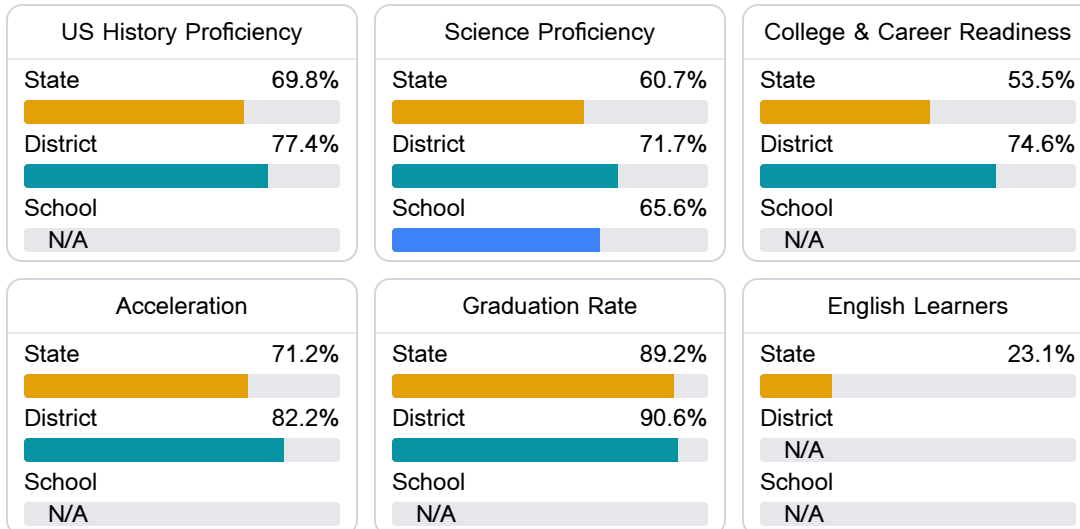 US History Proficiency
State 69.8%
District 77.4%
School
N/A
Science Proficiency
State 60.7%
District 71.7%
School 65.6%
College & Career Readiness
State 53.5%
District 74.6%
School
N/A
Acceleration
State 71.2%
District 82.2%
School
N/A
Graduation Rate
State 89.2%
District 90.6%
School
N/A
English Learners
State 23.1%
District
N/A
School
N/A